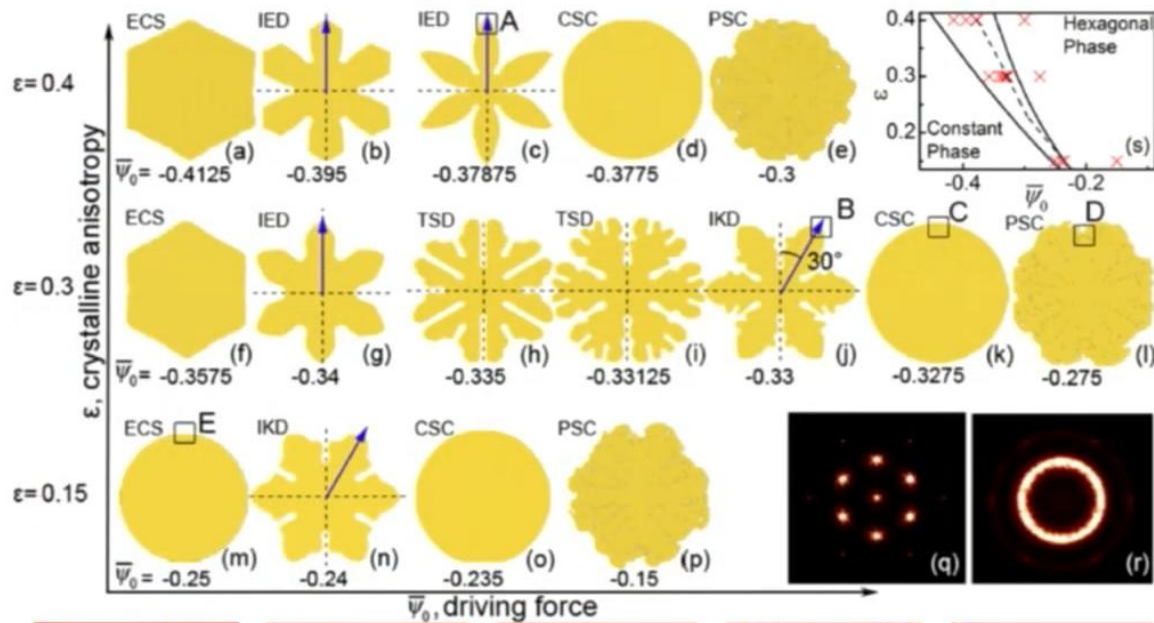 ECS IED IED A CSC PSC
ε= 0.4
(a) (b) (c) (d) (e)
ψ̅₀ = -0.4125 -0.395 -0.37875 -0.3775 -0.3
0.4
0.3
0.2
ε
Hexagonal
Phase
Constant
Phase
(s)
-0.4 ψ̅₀ -0.2
ECS IED TSD TSD IKD B CSC C PSC D
30°
ε=0.3
(f) (g) (h) (i) (j) (k) (l)
-0.3575 -0.34 -0.335 -0.33125 -0.33 -0.3275 -0.275
ECS E IKD CSC PSC
ε=0.15
(m) (n) (o) (p) (q) (r)
ψ̅₀ = -0.25 -0.24 -0.235 -0.15
ε, crystalline anisotropy
ψ̅₀, driving force